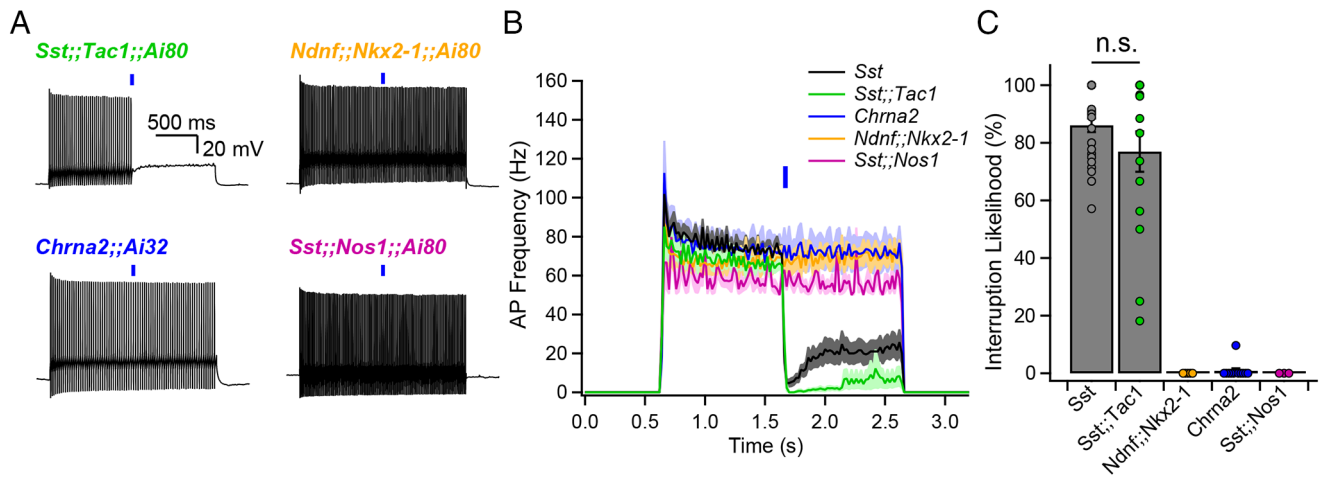 A
Sst;;Tac1;;Ai80
500 ms
20 mV
Ndnf;;Nkx2-1;;Ai80
Chrna2;;Ai32
Sst;;Nos1;;Ai80
B
AP Frequency (Hz)
160
140
120
100
80
60
40
20
0
0.0
0.5
1.0
1.5
2.0
2.5
3.0
Time (s)
Sst
Sst;;Tac1
Chrna2
Ndnf;;Nkx2-1
Sst;;Nos1
C
n.s.
Interruption Likelihood (%)
100
80
60
40
20
0
Sst
Sst;;Tac1
Ndnf;;Nkx2-1
Chrna2
Sst;;Nos1